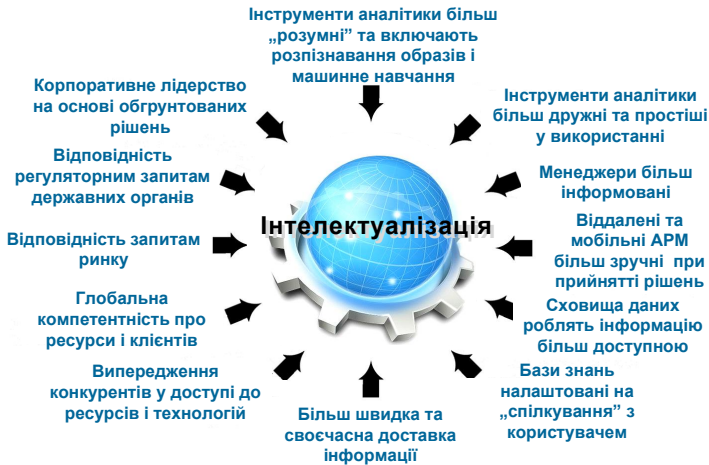 Інструменти аналітики більш
„розумні” та включають
розпізнавання образів і
машинне навчання
Корпоративне лідерство
на основі обгрунтованих
рішень
Інструменти аналітики
більш дружні та простіші
у використанні
Відповідність
регуляторним запитам
державних органів
Менеджери більш
інформовані
Інтелектуалізація
Відповідність запитам
ринку
Віддалені та
мобільні АРМ
більш зручні при
прийнятті рішень
Глобальна
компетентність про
ресурси і клієнтів
Сховища даних
роблять інформацію
більш доступною
Випередження
конкурентів у доступі до
ресурсів і технологій
Бази знань
налаштовані на
„спілкування” з
користувачем
Більш швидка та
своєчасна доставка
інформації